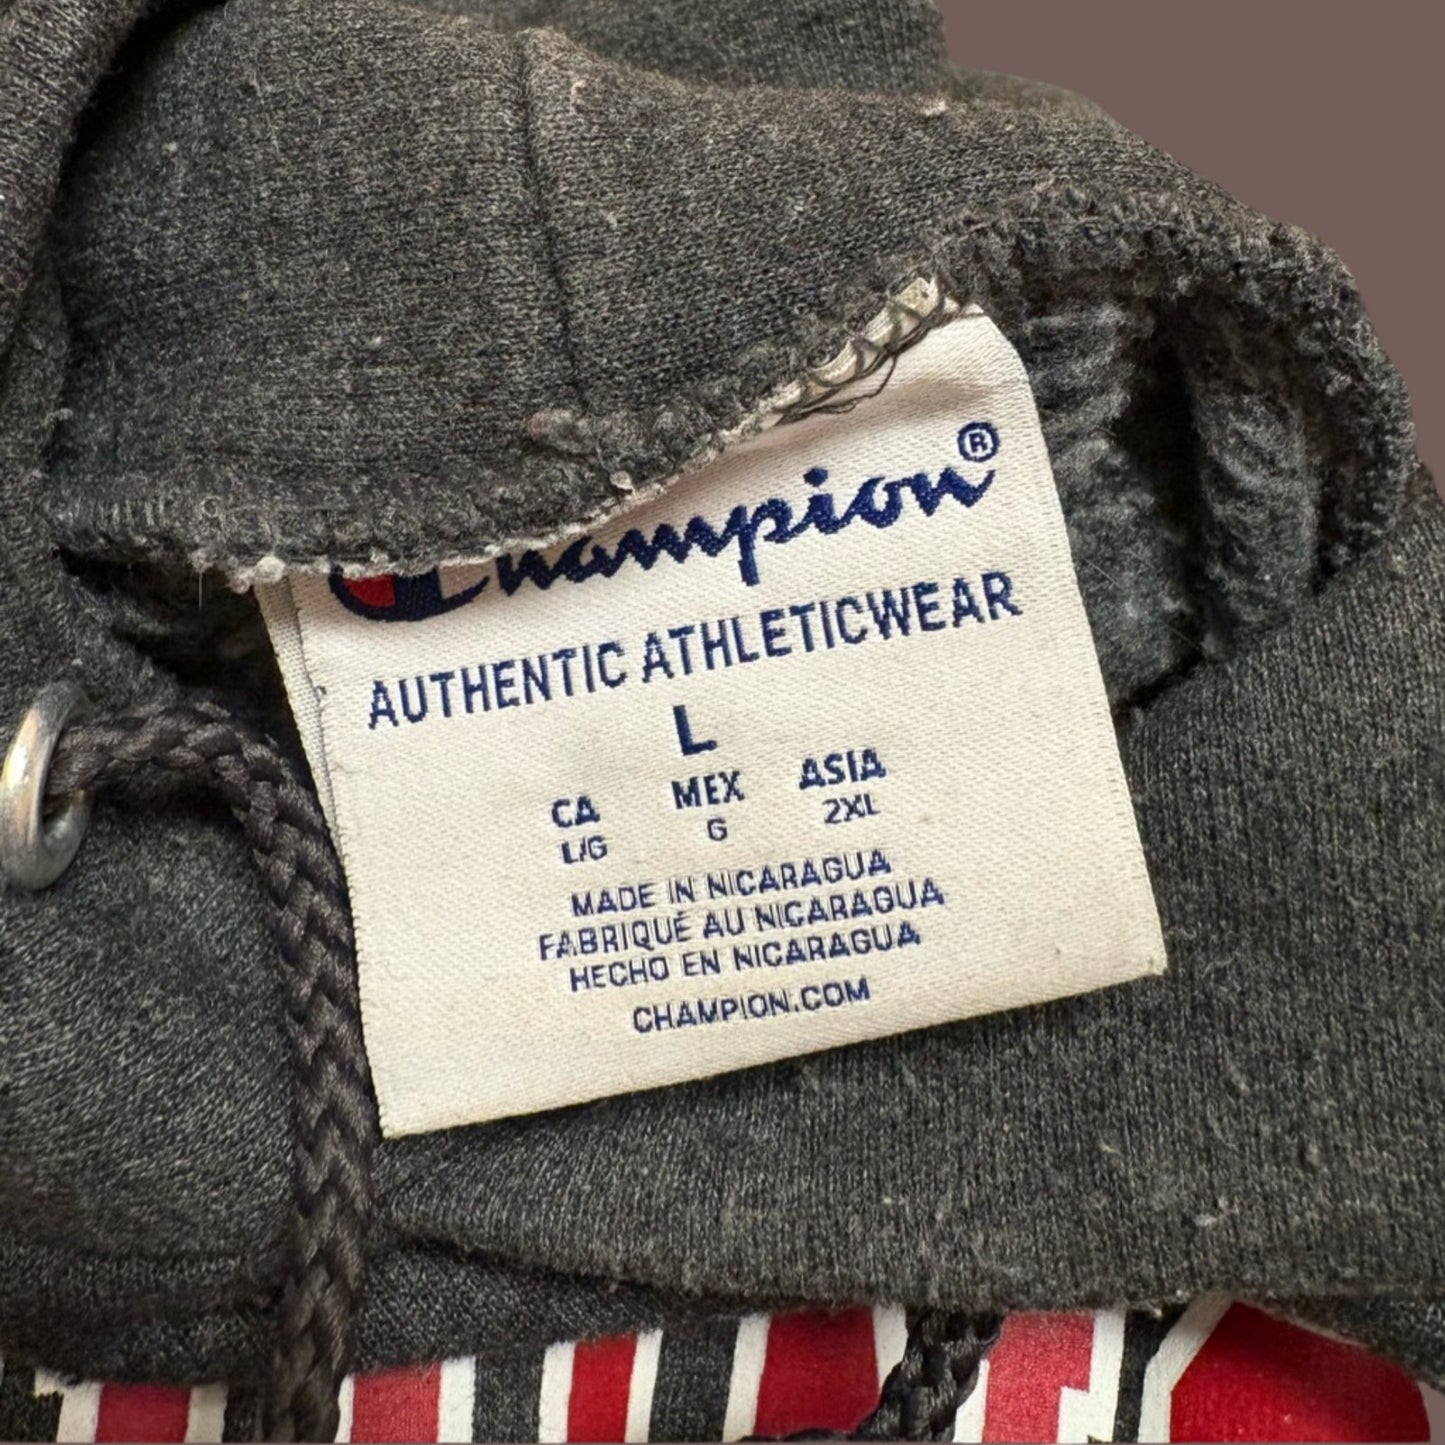 Champion®
AUTHENTIC ATHLETICWEAR
L
CA MEX ASIA
L/G G 2XL
MADE IN NICARAGUA
FABRIQUÉ AU NICARAGUA
HECHO EN NICARAGUA
CHAMPION.COM